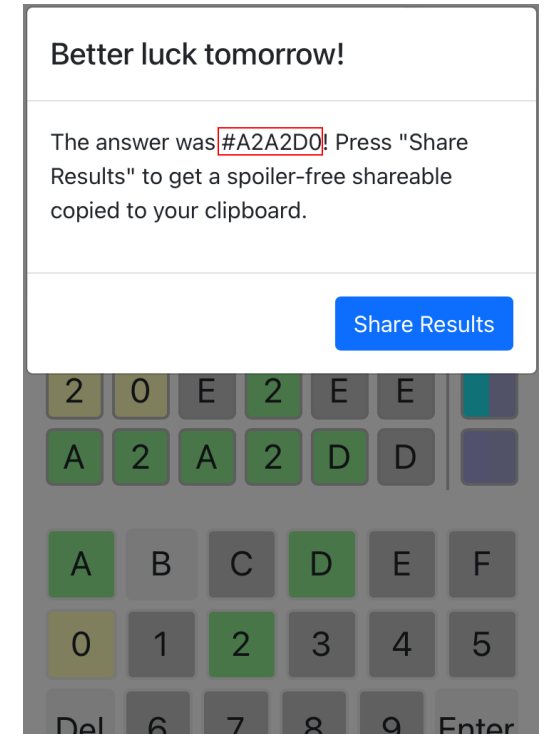 Better luck tomorrow!
The answer was #A2A2D0! Press "Share
Results" to get a spoiler-free shareable
copied to your clipboard.
Share Results
2 0 E 2 E E
A 2 A 2 D D
A B C D E F
0 1 2 3 4 5
Del 6 7 8 9 Enter